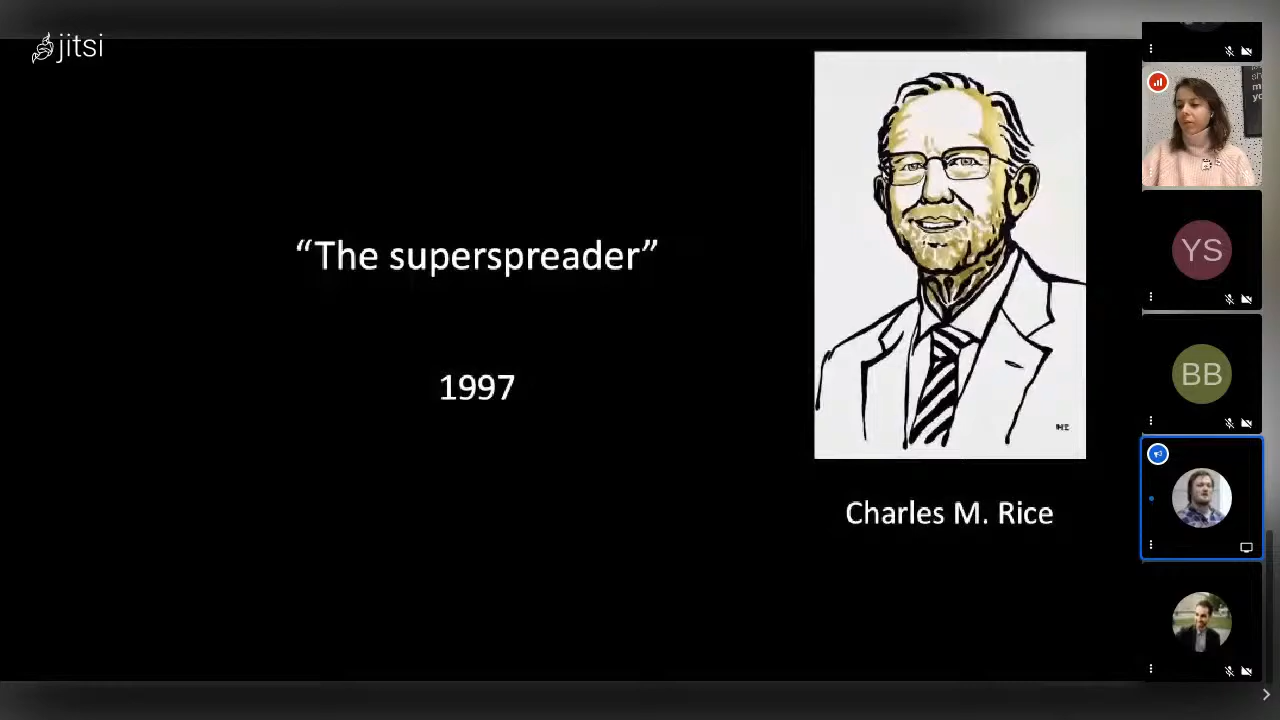 jitsi
“The superspreader”
1997
Charles M. Rice
YS
BB